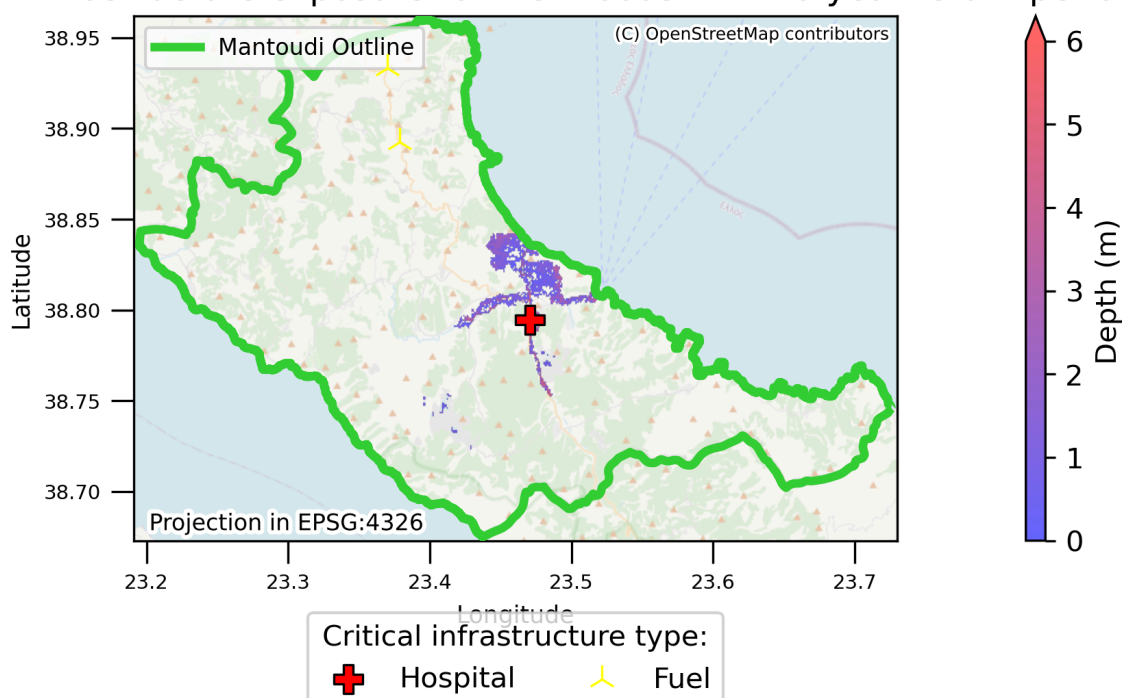 Mantoudi Outline
(C) OpenStreetMap contributors
38.95
38.90
38.85
38.80
38.75
38.70
Latitude
Projection in EPSG:4326
23.2 23.3 23.4 23.5 23.6 23.7
Longitude
6
5
4
3
2
1
0
Depth (m)
Critical infrastructure type:
Hospital Fuel